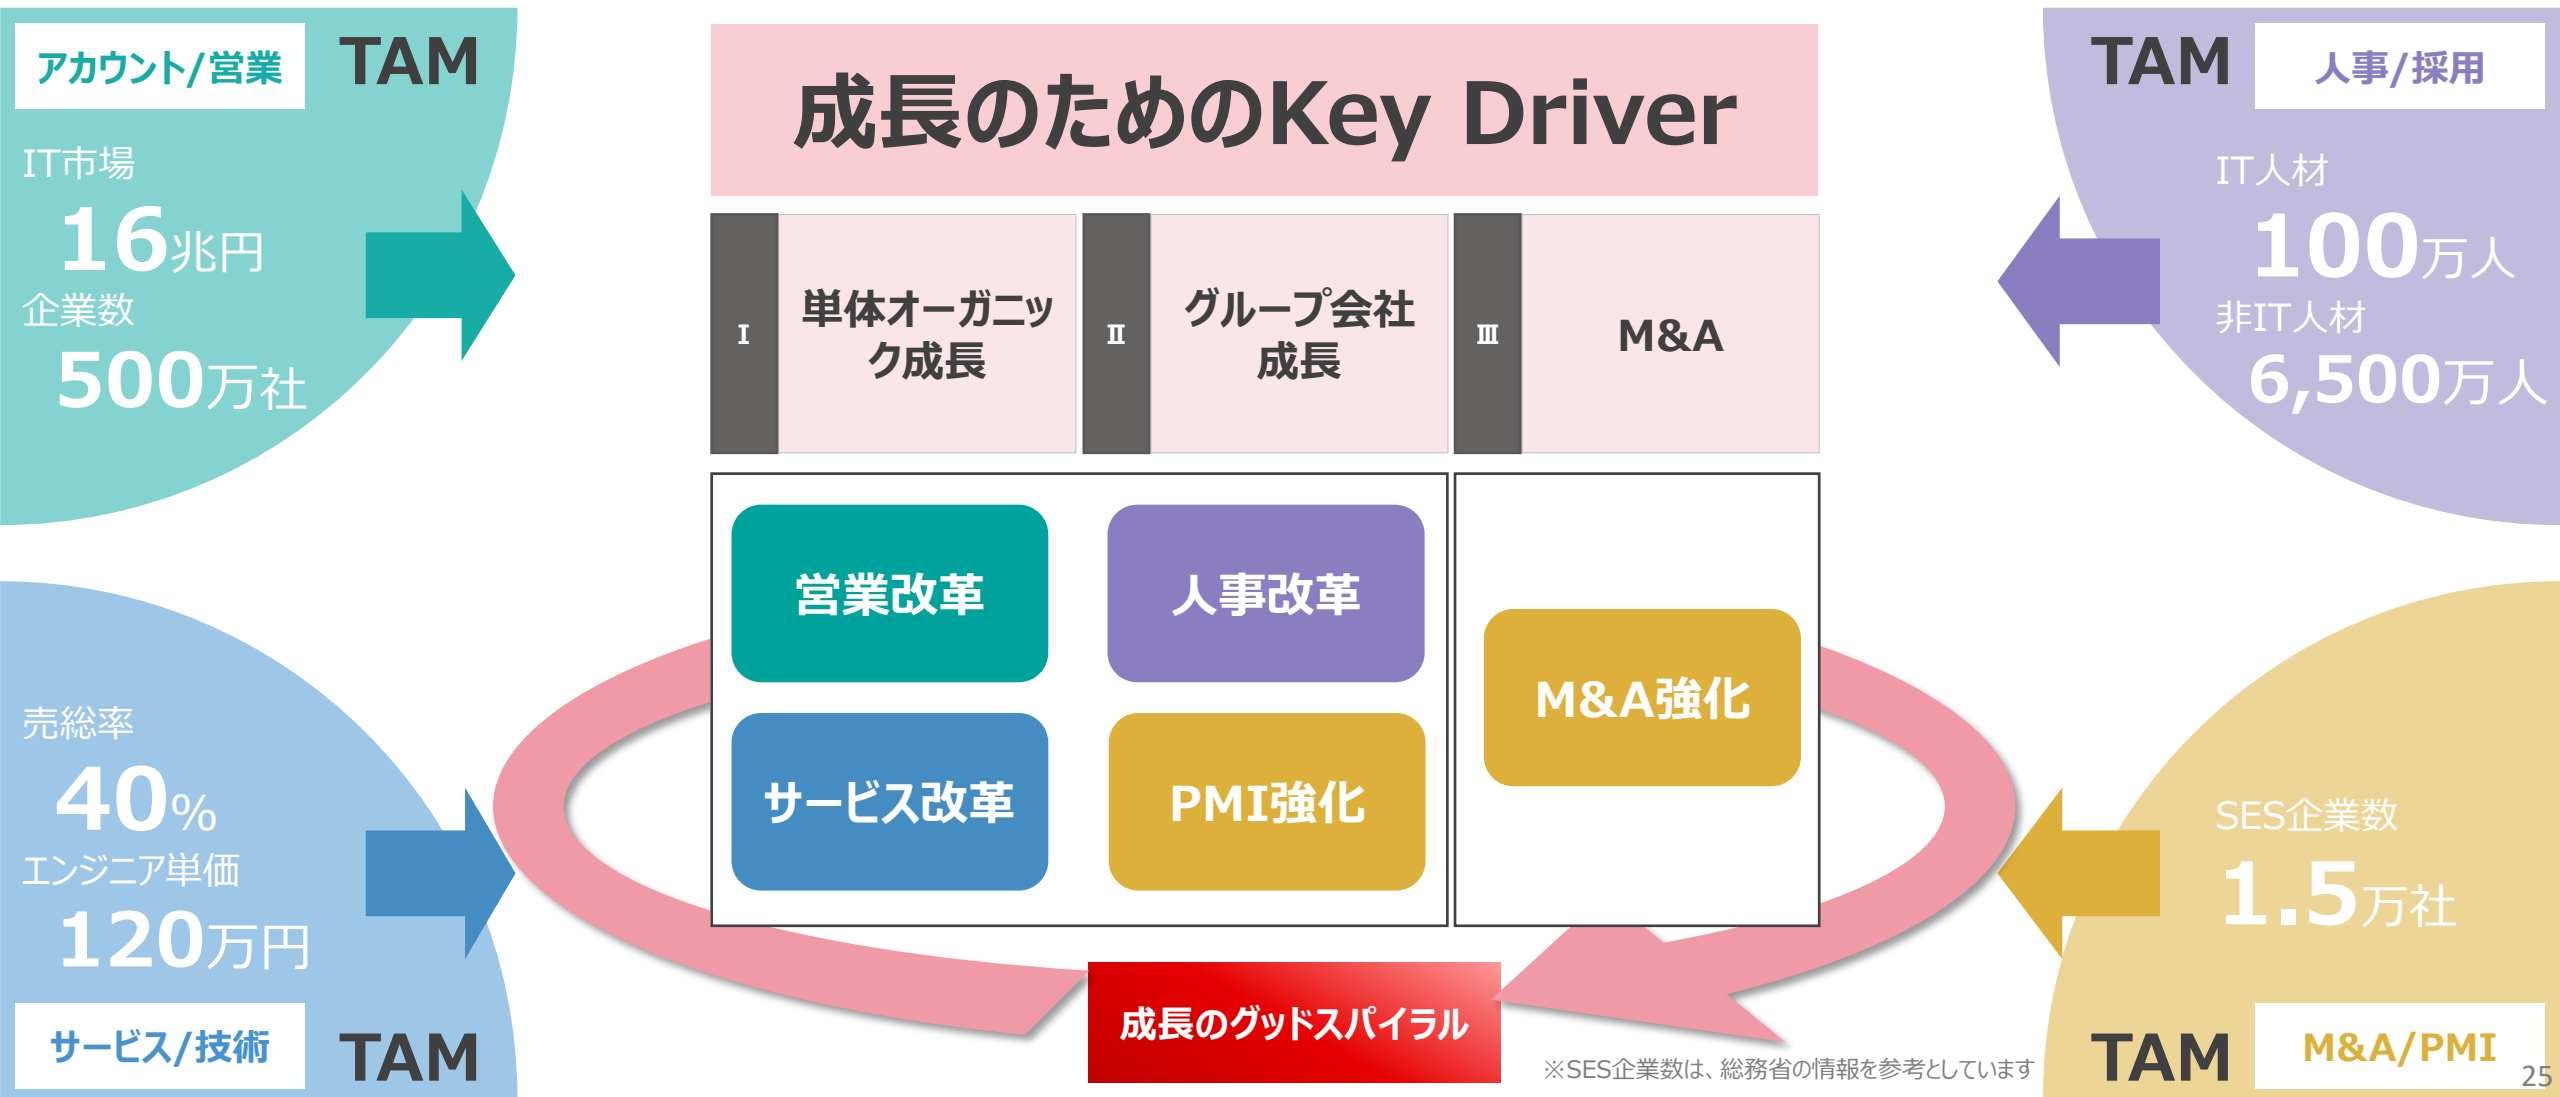 アカウント/営業
TAM
IT市場
16兆円
企業数
500万社
成長のためのKey Driver
TAM
人事/採用
IT人材
100万人
非IT人材
6,500万人
Ⅰ
単体オーガニッ
ク成長
Ⅱ
グループ会社
成長
Ⅲ
M&A
営業改革
人事改革
サービス改革
PMI強化
M&A強化
売総率
40%
エンジニア単価
120万円
サービス/技術
TAM
SES企業数
1.5万社
TAM
M&A/PMI
成長のグッドスパイラル
※SES企業数は、総務省の情報を参考としています
25